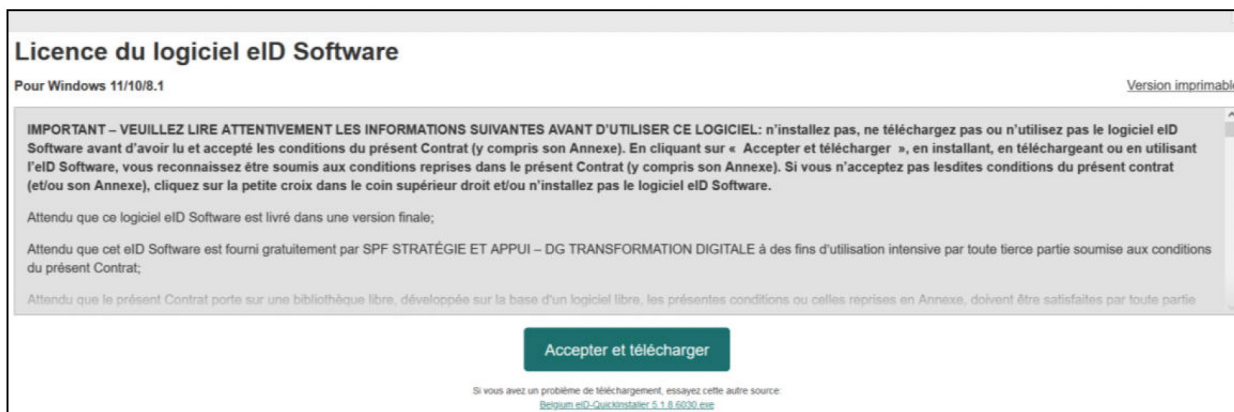 Licence du logiciel eID Software
Pour Windows 11/10/8.1
Version imprimable
IMPORTANT – VEUILLEZ LIRE ATTENTIVEMENT LES INFORMATIONS SUIVANTES AVANT D'UTILISER CE LOGICIEL: n'installez pas, ne téléchargez pas ou n'utilisez pas le logiciel eID
Software avant d'avoir lu et accepté les conditions du présent Contrat (y compris son Annexe). En cliquant sur « Accepter et télécharger », en installant, en téléchargeant ou en utilisant
l'eID Software, vous reconnaissez être soumis aux conditions reprises dans le présent Contrat (y compris son Annexe). Si vous n'acceptez pas lesdites conditions du présent contrat
(et/ou son Annexe), cliquez sur la petite croix dans le coin supérieur droit et/ou n'installez pas le logiciel eID Software.
Attendu que ce logiciel eID Software est livré dans une version finale;
Attendu que cet eID Software est fourni gratuitement par SPF STRATÉGIE ET APPUI – DG TRANSFORMATION DIGITALE à des fins d'utilisation intensive par toute tierce partie soumise aux conditions
du présent Contrat;
Attendu que le présent Contrat porte sur une bibliothèque libre, développée sur la base d'un logiciel libre, les présentes conditions ou celles reprises en Annexe, doivent être satisfaites par toute partie
Accepter et télécharger
Si vous avez un problème de téléchargement, essayez cette autre source:
Belgium eID-QuickInstaller 5.1.8.6030 exe